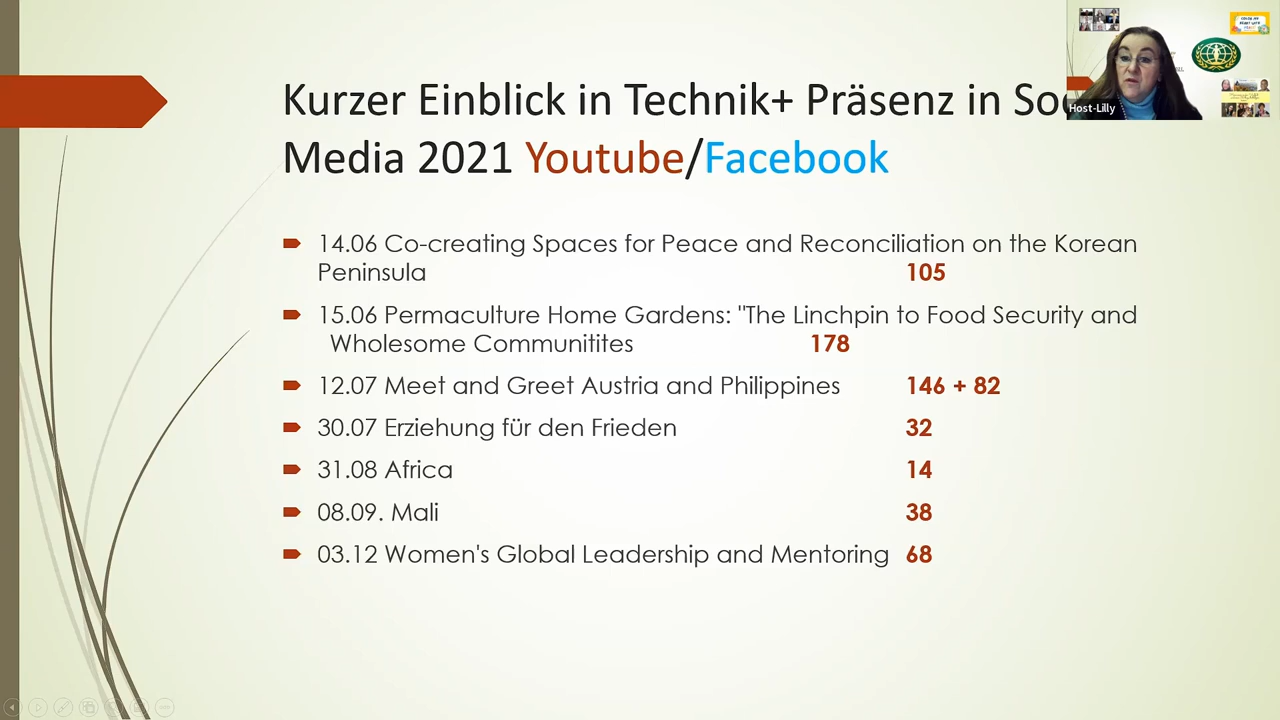 Kurzer Einblick in Technik+ Präsenz in Soc
Media 2021 Youtube/Facebook
Host-Lilly
14.06 Co-creating Spaces for Peace and Reconciliation on the Korean
Peninsula 105
15.06 Permaculture Home Gardens: "The Linchpin to Food Security and
Wholesome Communitites 178
12.07 Meet and Greet Austria and Philippines 146 + 82
30.07 Erziehung für den Frieden 32
31.08 Africa 14
08.09. Mali 38
03.12 Women's Global Leadership and Mentoring 68